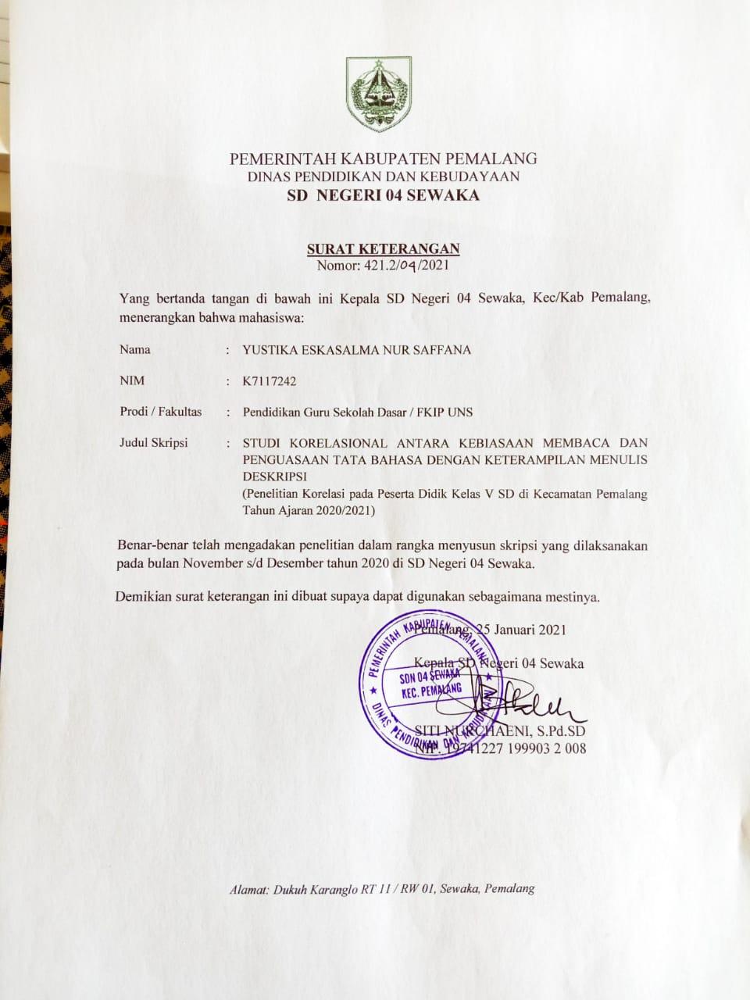 PEMERINTAH KABUPATEN PEMALANG
DINAS PENDIDIKAN DAN KEBUDAYAAN
SD NEGERI 04 SEWAKA
SURAT KETERANGAN
Nomor: 421.2/09/2021
Yang bertanda tangan di bawah ini Kepala SD Negeri 04 Sewaka, Kec/Kab Pemalang,
menerangkan bahwa mahasiswa:
Nama : YUSTIKA ESKASALMA NUR SAFFANA
NIM : K7117242
Prodi / Fakultas : Pendidikan Guru Sekolah Dasar / FKIP UNS
Judul Skripsi : STUDI KORELASIONAL ANTARA KEBIASAAN MEMBACA DAN
PENGUASAAN TATA BAHASA DENGAN KETERAMPILAN MENULIS
DESKRIPSI
(Penelitian Korelasi pada Peserta Didik Kelas V SD di Kecamatan Pemalang
Tahun Ajaran 2020/2021)
Benar-benar telah mengadakan penelitian dalam rangka menyusun skripsi yang dilaksanakan
pada bulan November s/d Desember tahun 2020 di SD Negeri 04 Sewaka.
Demikian surat keterangan ini dibuat supaya dapat digunakan sebagaimana mestinya.
Pemalang, 25 Januari 2021
Kepala SD Negeri 04 Sewaka
PEMERINTAH KABUPATEN PEMALANG
SDN 04 SEWAKA
KEC. PEMALANG
DINAS PENDIDIKAN DAN KEBUDAYAAN
SITI NURCHAENI, S.Pd.SD
NIP. 19741227 199903 2 008
Alamat: Dukuh Karanglo RT 11 / RW 01, Sewaka, Pemalang